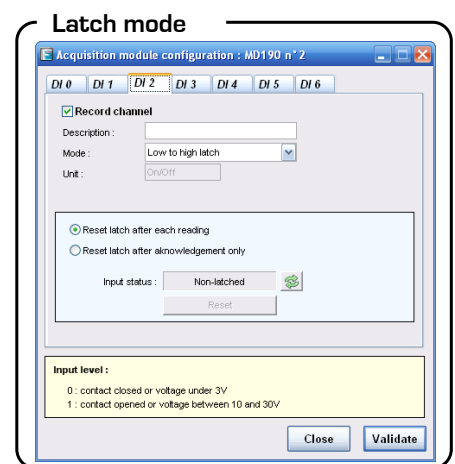 Latch mode
Acquisition module configuration : MD190 n°2
DI 0 DI 1 DI 2 DI 3 DI 4 DI 5 DI 6
Record channel
Description :
Mode : Low to high latch
Unit : On/Off
Reset latch after each reading
Reset latch after aknowledgement only
Input status : Non-latched
Reset
Input level :
0 : contact closed or voltage under 3V
1 : contact opened or voltage between 10 and 30V
Close Validate